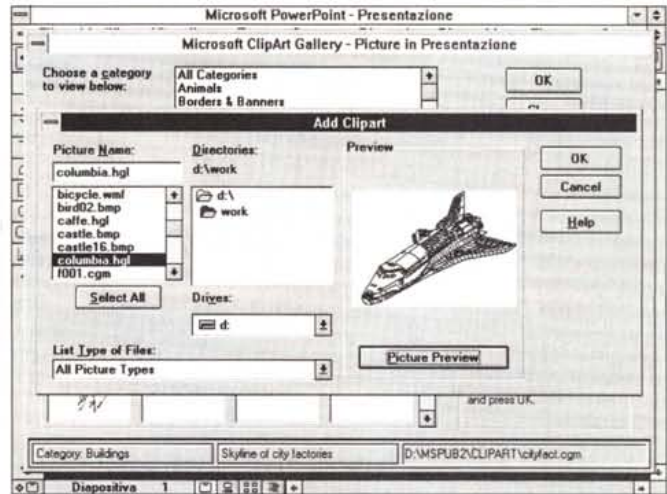 Microsoft PowerPoint - Presentazione
Microsoft ClipArt Gallery - Picture in Presentazione
Choose a category
to view below:
All Categories
Animals
Borders & Banners
OK
Add Clipart
Picture Name:
columbia.hgl
bicycle.wmf
bird02.bmp
caffe.hgl
castle.bmp
castle16.bmp
columbia.hgl
f001.cgm
Select All
List Type of Files:
All Picture Types
Directories:
d:\work
d:\
work
Drives:
d:
Preview
Picture Preview
OK
Cancel
Help
and press OK.
Category: Buildings
Skyline of city factories
D:\MSPUB2\CLIPART\cityfact.cgm
Diapositiva 1